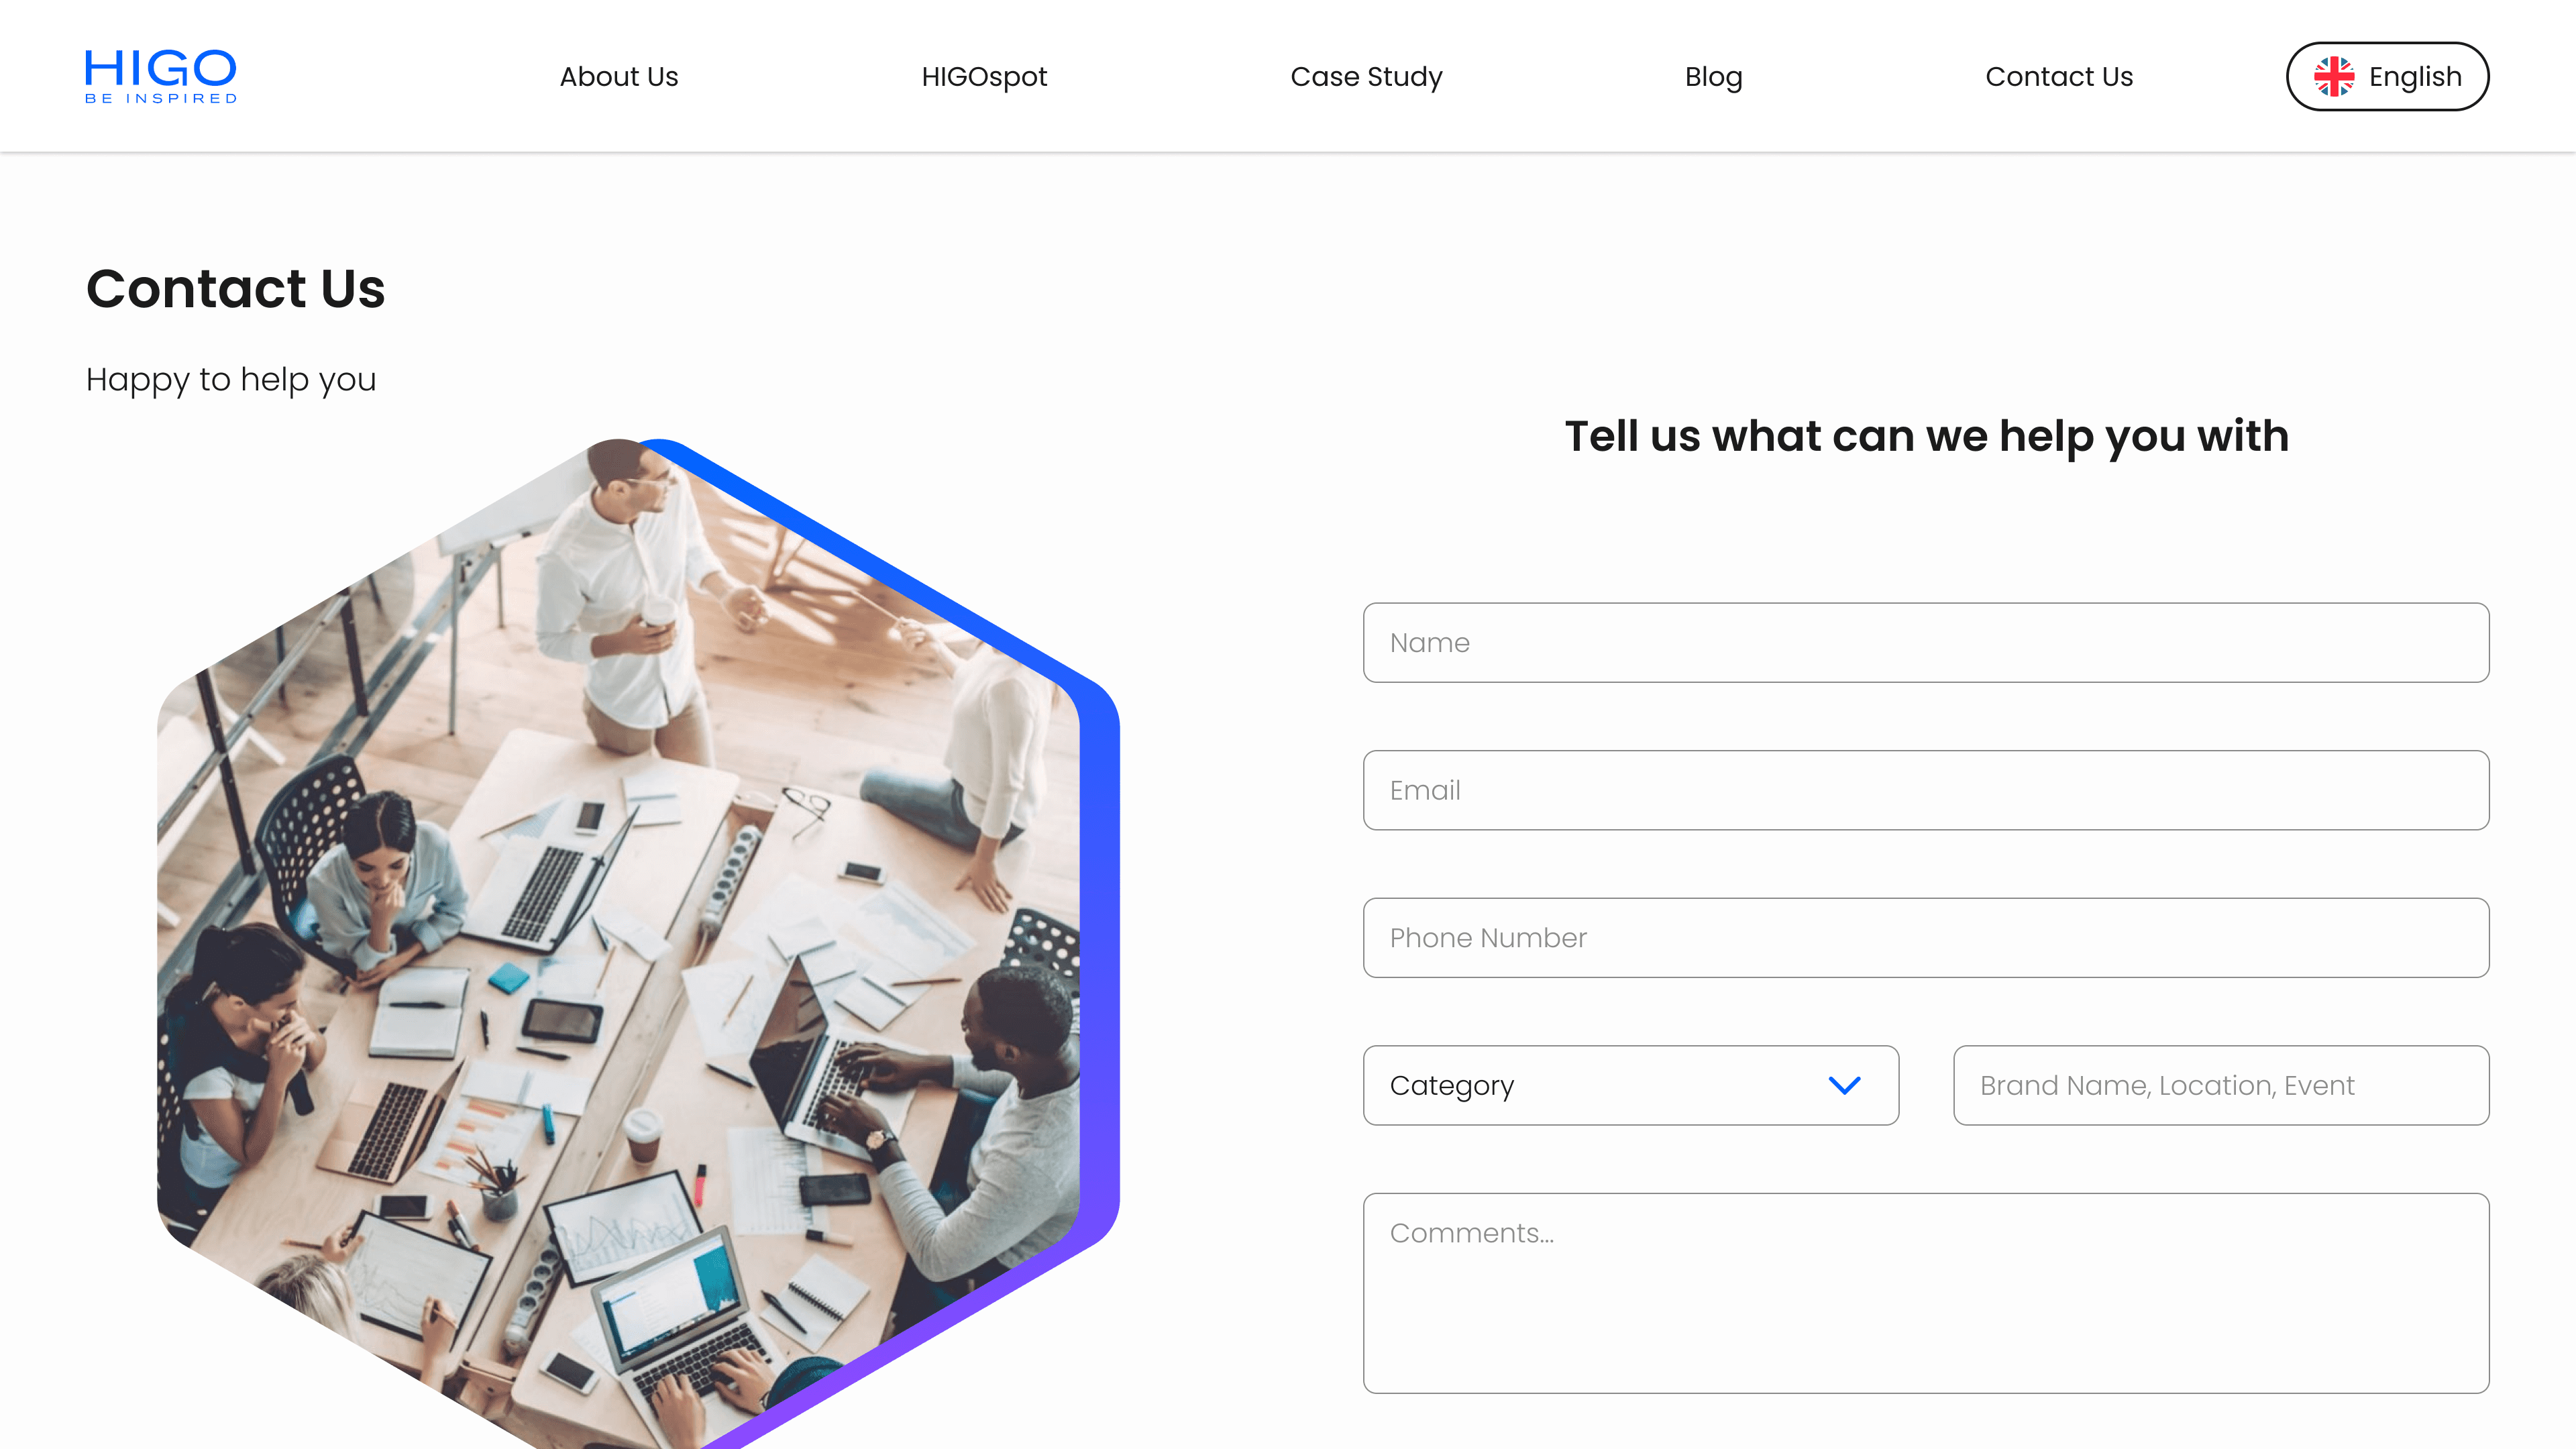 HIGO
BE INSPIRED
About Us
HIGOspot
Case Study
Blog
Contact Us
English
Contact Us
Happy to help you
Tell us what can we help you with
Name
Email
Phone Number
Category
Brand Name, Location, Event
Comments...